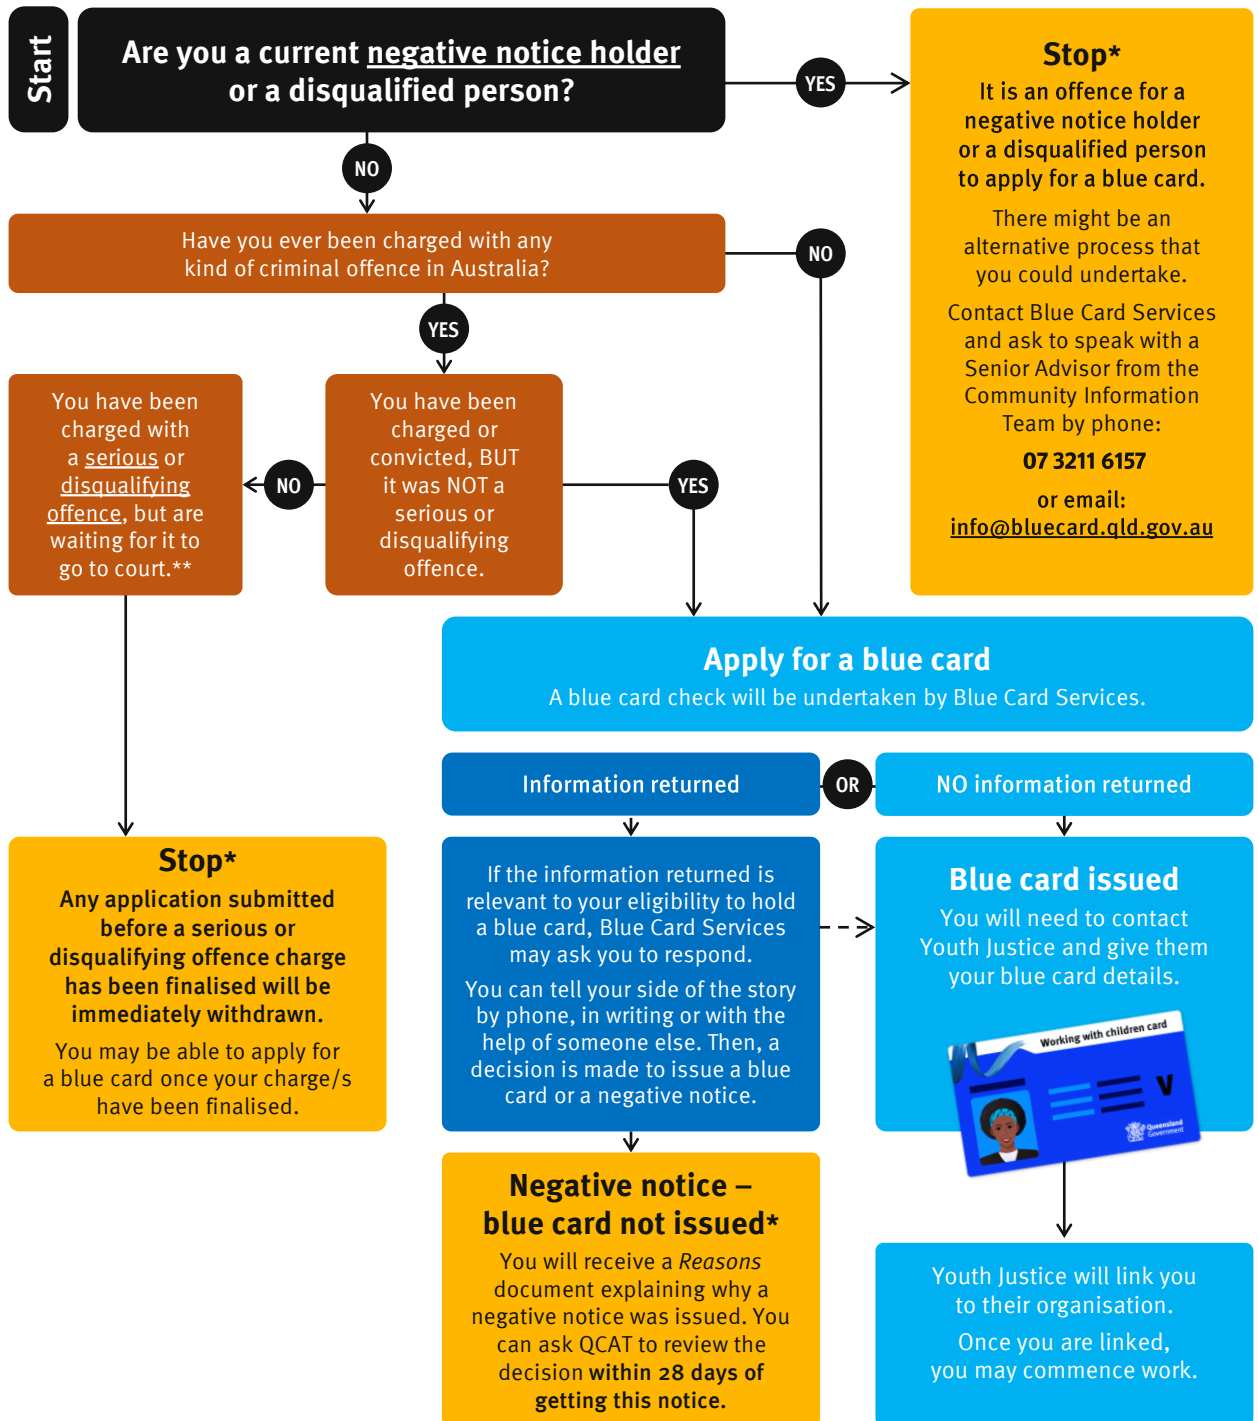 Start
Are you a current negative notice holder
or a disqualified person?
YES
Stop*
It is an offence for a
negative notice holder
or a disqualified person
to apply for a blue card.
There might be an
alternative process that
you could undertake.
Contact Blue Card Services
and ask to speak with a
Senior Advisor from the
Community Information
Team by phone:
07 3211 6157
or email:
info@bluecard.qld.gov.au
NO
Have you ever been charged with any
kind of criminal offence in Australia?
NO
YES
You have been
charged or
convicted, BUT
it was NOT a
serious or
disqualifying
offence.
NO
YES
You have been
charged with
a serious or
disqualifying
offence, but are
waiting for it to
go to court.**
Stop*
Any application submitted
before a serious or
disqualifying offence charge
has been finalised will be
immediately withdrawn.
You may be able to apply for
a blue card once your charge/s
have been finalised.
Apply for a blue card
A blue card check will be undertaken by Blue Card Services.
Information returned
OR
NO information returned
If the information returned is
relevant to your eligibility to hold
a blue card, Blue Card Services
may ask you to respond.
You can tell your side of the story
by phone, in writing or with the
help of someone else. Then, a
decision is made to issue a blue
card or a negative notice.
Blue card issued
You will need to contact
Youth Justice and give them
your blue card details.
Working with children card
V
Queensland
Government
Negative notice –
blue card not issued*
You will receive a Reasons
document explaining why a
negative notice was issued. You
can ask QCAT to review the
decision within 28 days of
getting this notice.
Youth Justice will link you
to their organisation.
Once you are linked,
you may commence work.